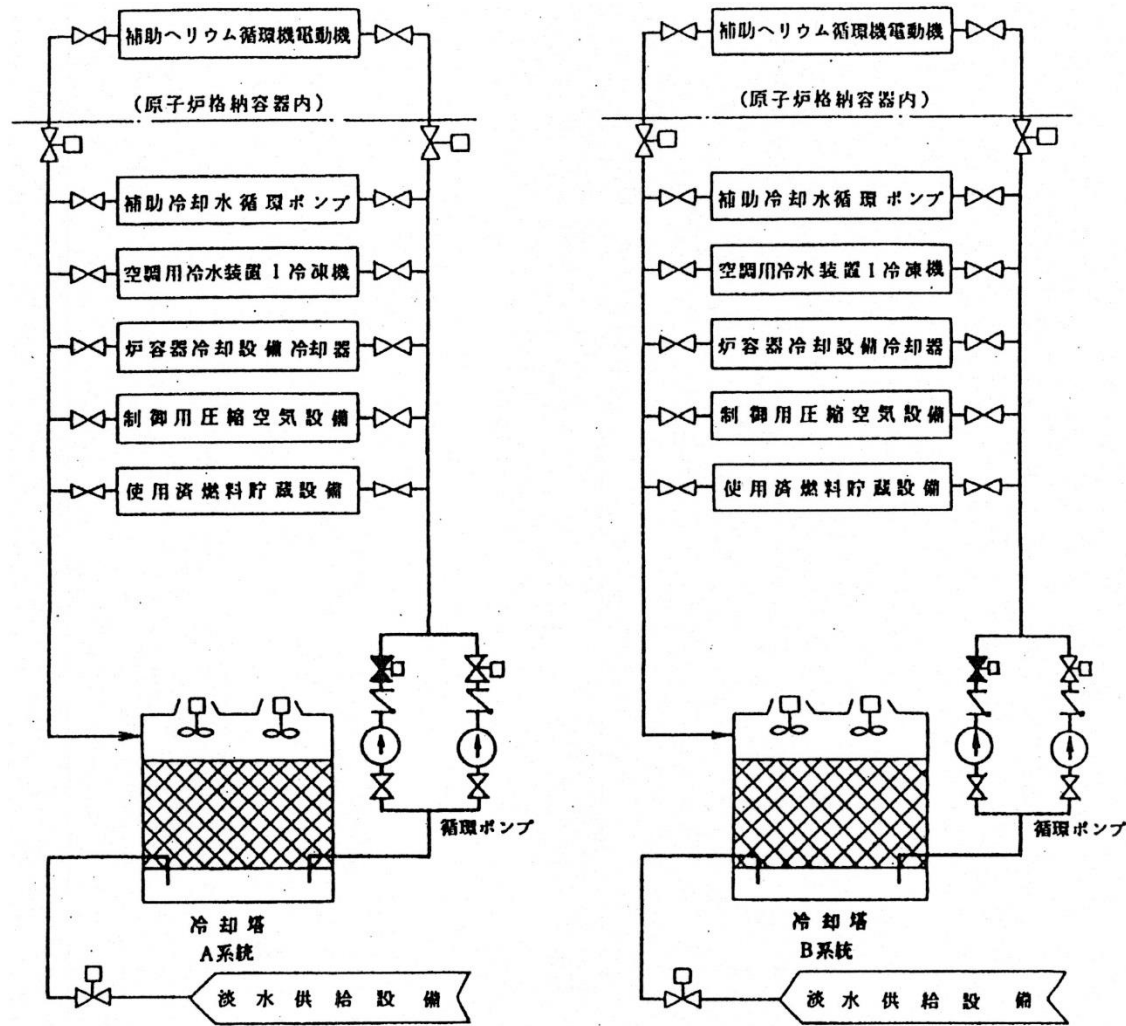 補助ヘリウム循環機電動機
(原子炉格納容器内)
補助冷却水循環ポンプ
空調用冷水装置I冷凍機
炉容器冷却設備冷却器
制御用圧縮空気設備
使用済燃料貯蔵設備
循環ポンプ
冷却塔
A系統
淡水供給設備
補助ヘリウム循環機電動機
(原子炉格納容器内)
補助冷却水循環ポンプ
空調用冷水装置I冷凍機
炉容器冷却設備冷却器
制御用圧縮空気設備
使用済燃料貯蔵設備
循環ポンプ
冷却塔
B系統
淡水供給設備